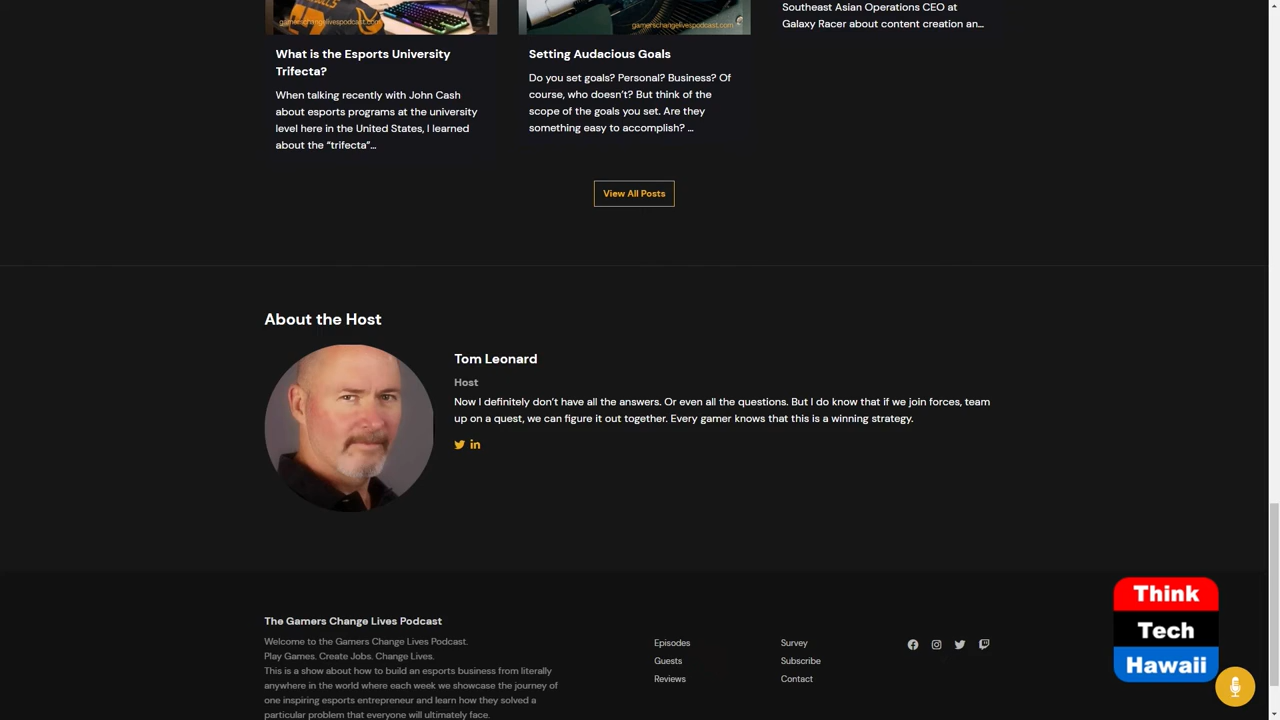 gamerschangelivespodcast.com
gamerschangelivespodcast.com
Southeast Asian Operations CEO at
Galaxy Racer about content creation an...
What is the Esports University
Trifecta?
When talking recently with John Cash
about esports programs at the university
level here in the United States, I learned
about the “trifecta”...
Setting Audacious Goals
Do you set goals? Personal? Business? Of
course, who doesn’t? But think of the
scope of the goals you set. Are they
something easy to accomplish? ...
View All Posts
About the Host
Tom Leonard
Host
Now I definitely don’t have all the answers. Or even all the questions. But I do know that if we join forces, team
up on a quest, we can figure it out together. Every gamer knows that this is a winning strategy.
The Gamers Change Lives Podcast
Welcome to the Gamers Change Lives Podcast.
Play Games. Create Jobs. Change Lives.
This is a show about how to build an esports business from literally
anywhere in the world where each week we showcase the journey of
one inspiring esports entrepreneur and learn how they solved a
particular problem that everyone will ultimately face.
Episodes
Guests
Reviews
Survey
Subscribe
Contact
Think
Tech
Hawaii